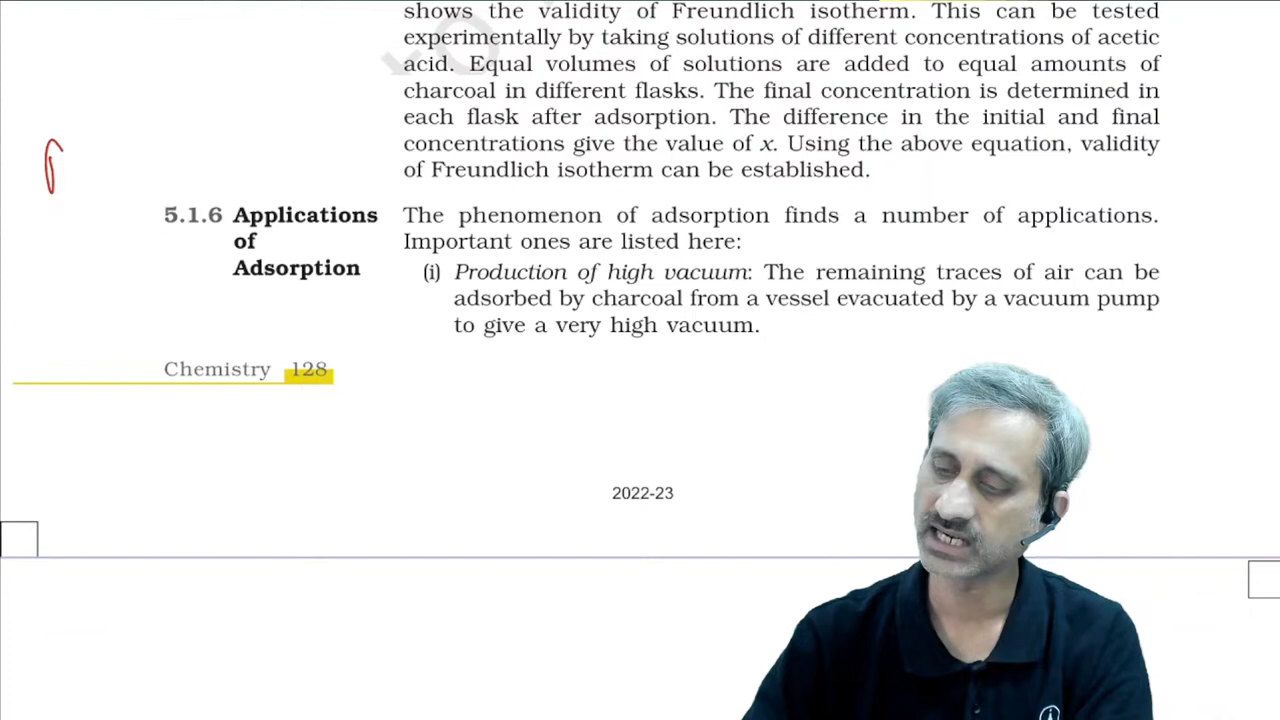 shows the validity of Freundlich isotherm. This can be tested
experimentally by taking solutions of different concentrations of acetic
acid. Equal volumes of solutions are added to equal amounts of
charcoal in different flasks. The final concentration is determined in
each flask after adsorption. The difference in the initial and final
concentrations give the value of x. Using the above equation, validity
of Freundlich isotherm can be established.
5.1.6 Applications
of
Adsorption
The phenomenon of adsorption finds a number of applications.
Important ones are listed here:
(i) Production of high vacuum: The remaining traces of air can be
adsorbed by charcoal from a vessel evacuated by a vacuum pump
to give a very high vacuum.
Chemistry 128
2022-23